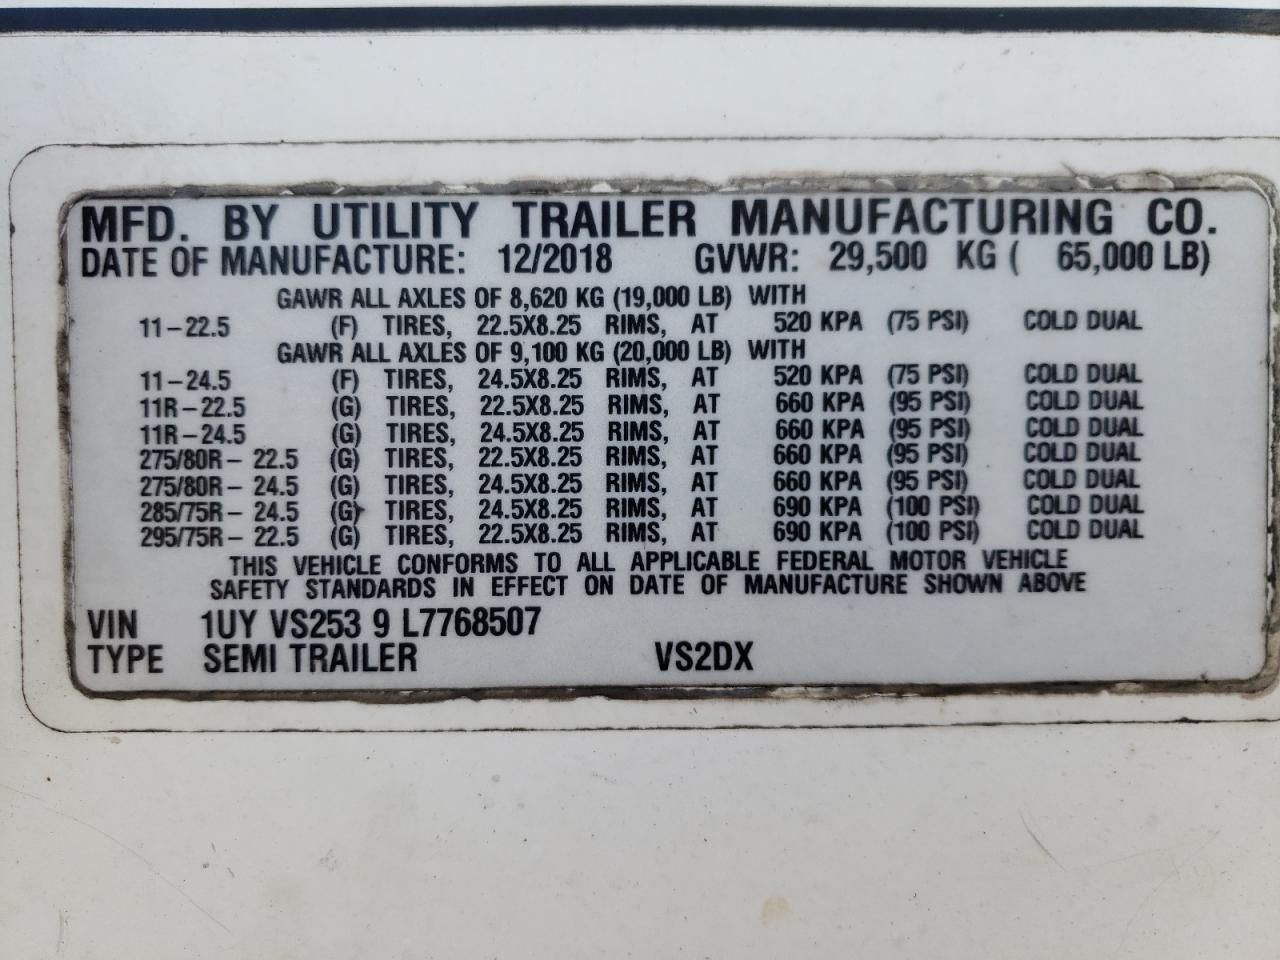 MFD. BY UTILITY TRAILER MANUFACTURING CO.
DATE OF MANUFACTURE: 12/2018 GVWR: 29,500 KG ( 65,000 LB)
GAWR ALL AXLES OF 8,620 KG (19,000 LB) WITH
11-22.5 (F) TIRES, 22.5X8.25 RIMS, AT 520 KPA (75 PSI) COLD DUAL
GAWR ALL AXLES OF 9,100 KG (20,000 LB) WITH
11-24.5 (F) TIRES, 24.5X8.25 RIMS, AT 520 KPA (75 PSI) COLD DUAL
11R-22.5 (G) TIRES, 22.5X8.25 RIMS, AT 660 KPA (95 PSI) COLD DUAL
11R-24.5 (G) TIRES, 24.5X8.25 RIMS, AT 660 KPA (95 PSI) COLD DUAL
275/80R- 22.5 (G) TIRES, 22.5X8.25 RIMS, AT 660 KPA (95 PSI) COLD DUAL
275/80R- 24.5 (G) TIRES, 24.5X8.25 RIMS, AT 660 KPA (95 PSI) COLD DUAL
285/75R- 24.5 (G) TIRES, 24.5X8.25 RIMS, AT 690 KPA (100 PSI) COLD DUAL
295/75R- 22.5 (G) TIRES, 22.5X8.25 RIMS, AT 690 KPA (100 PSI) COLD DUAL
THIS VEHICLE CONFORMS TO ALL APPLICABLE FEDERAL MOTOR VEHICLE
SAFETY STANDARDS IN EFFECT ON DATE OF MANUFACTURE SHOWN ABOVE
VIN 1UY VS253 9 L7768507
TYPE SEMI TRAILER VS2DX